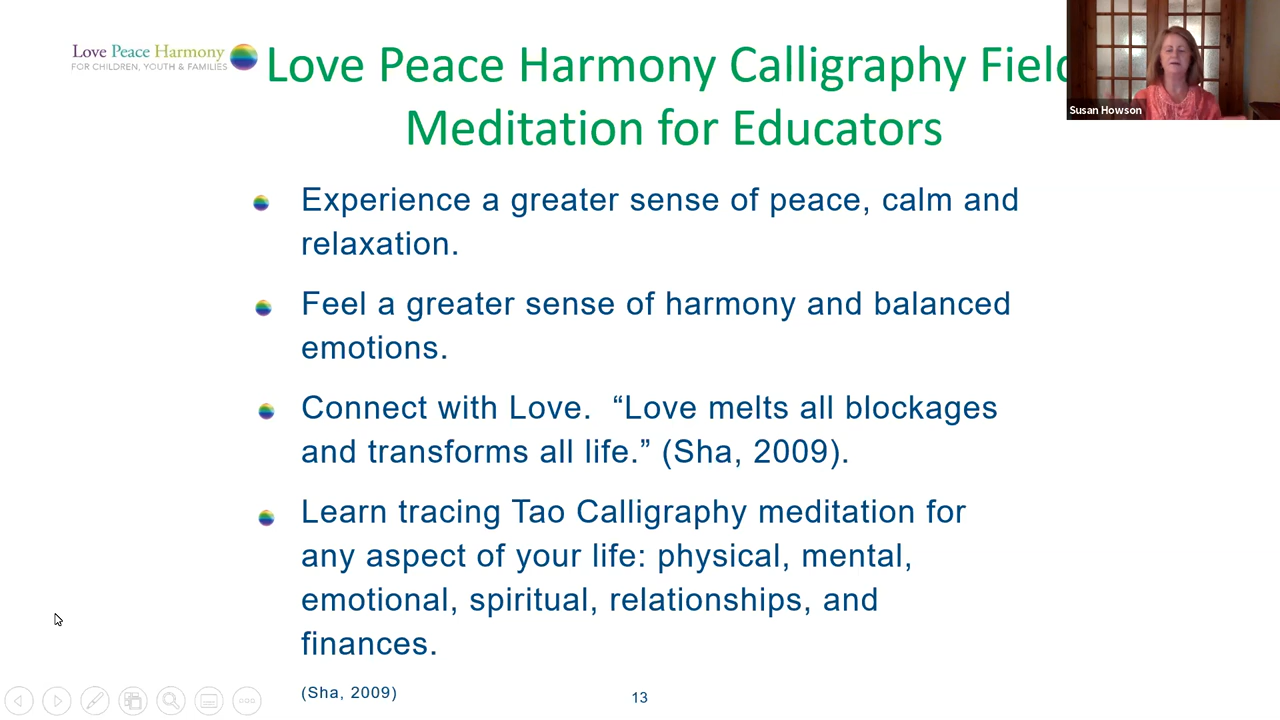 Love Peace Harmony
FOR CHILDREN, YOUTH & FAMILIES
Love Peace Harmony Calligraphy Field
Meditation for Educators
Susan Howson
Experience a greater sense of peace, calm and
relaxation.
Feel a greater sense of harmony and balanced
emotions.
Connect with Love.  “Love melts all blockages
and transforms all life.” (Sha, 2009).
Learn tracing Tao Calligraphy meditation for
any aspect of your life: physical, mental,
emotional, spiritual, relationships, and
finances.
(Sha, 2009)
13